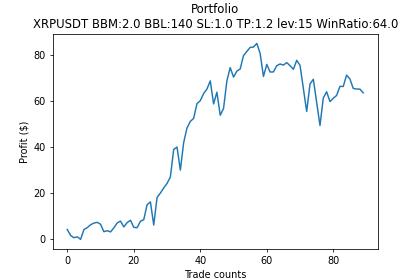 Portfolio
XRPUSDT BBM:2.0 BBL:140 SL:1.0 TP:1.2 lev:15 WinRatio:64.0
80
60
40
20
0
Profit ($)
0 20 40 60 80
Trade counts